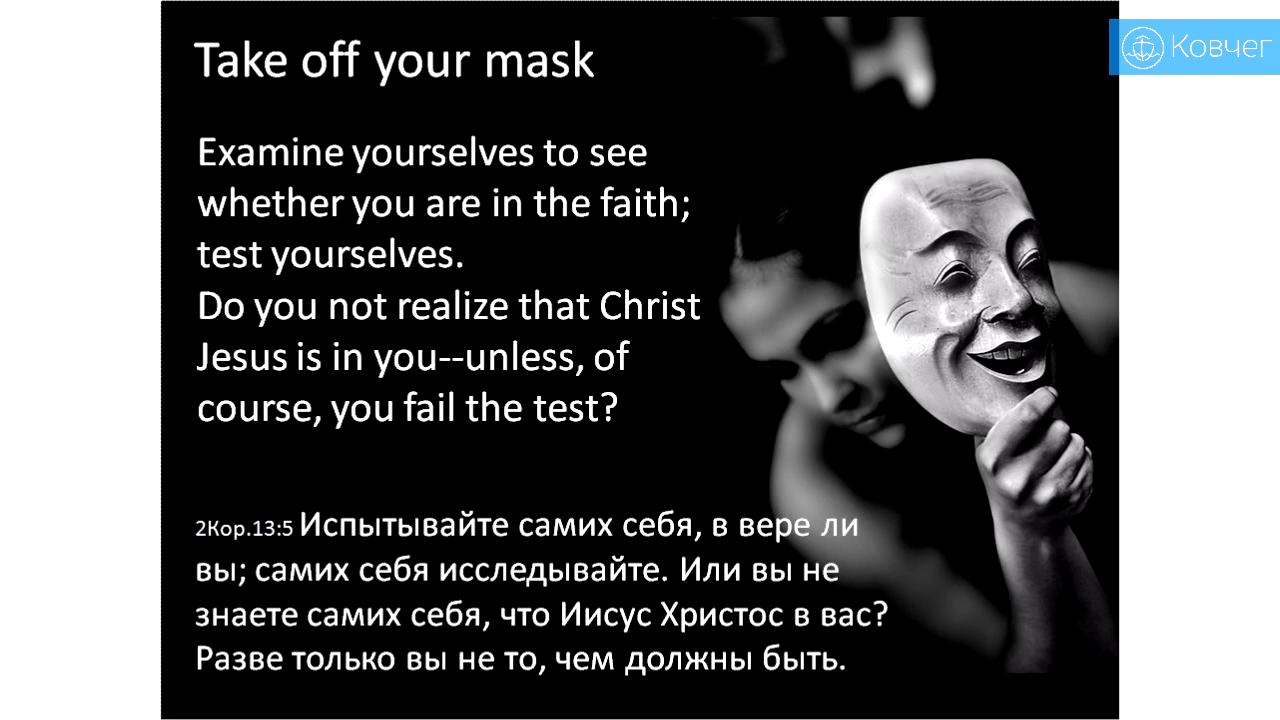 Take off your mask
Ковчег
Examine yourselves to see
whether you are in the faith;
test yourselves.
Do you not realize that Christ
Jesus is in you--unless, of
course, you fail the test?
2Кор.13:5 Испытывайте самих себя, в вере ли
вы; самих себя исследывайте. Или вы не
знаете самих себя, что Иисус Христос в вас?
Разве только вы не то, чем должны быть.